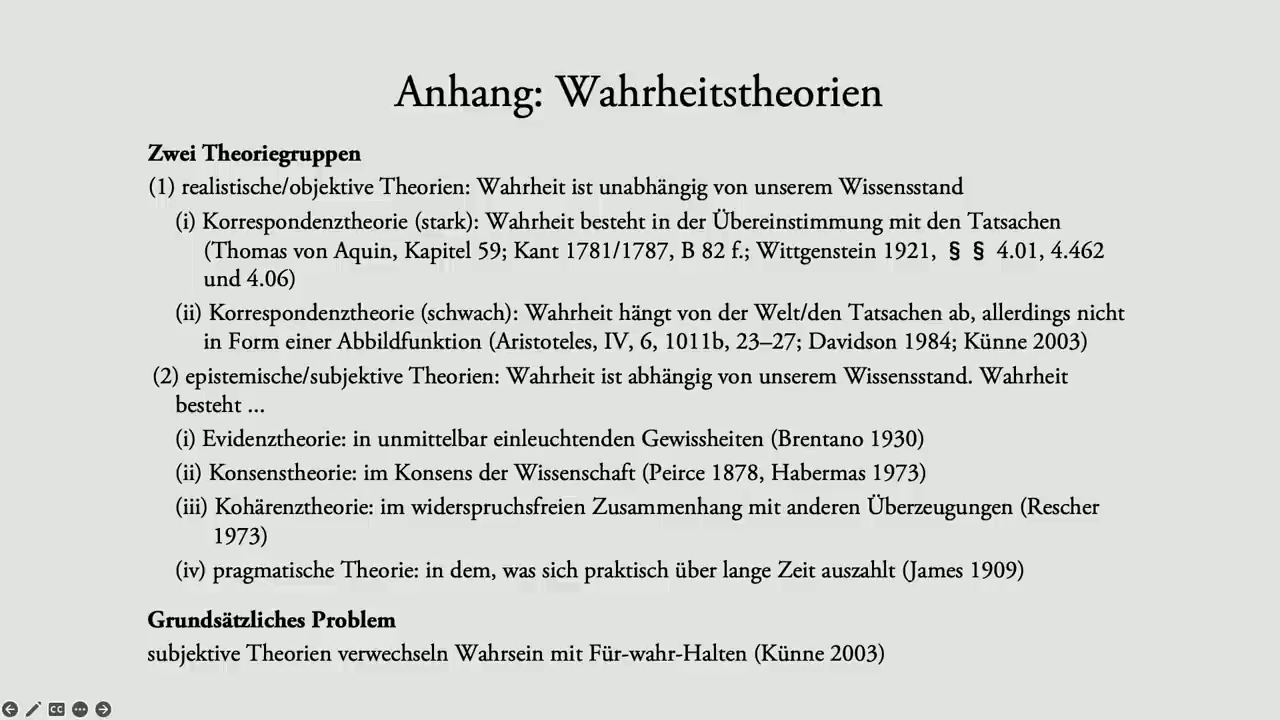 Anhang: Wahrheitstheorien
Zwei Theoriegruppen
(1) realistische/objektive Theorien: Wahrheit ist unabhängig von unserem Wissensstand
(i) Korrespondenztheorie (stark): Wahrheit besteht in der Übereinstimmung mit den Tatsachen
(Thomas von Aquin, Kapitel 59; Kant 1781/1787, B 82 f.; Wittgenstein 1921, § § 4.01, 4.462
und 4.06)
(ii) Korrespondenztheorie (schwach): Wahrheit hängt von der Welt/den Tatsachen ab, allerdings nicht
in Form einer Abbildfunktion (Aristoteles, IV, 6, 1011b, 23–27; Davidson 1984; Künne 2003)
(2) epistemische/subjektive Theorien: Wahrheit ist abhängig von unserem Wissensstand. Wahrheit
besteht ...
(i) Evidenztheorie: in unmittelbar einleuchtenden Gewissheiten (Brentano 1930)
(ii) Konsenstheorie: im Konsens der Wissenschaft (Peirce 1878, Habermas 1973)
(iii) Kohärenztheorie: im widerspruchsfreien Zusammenhang mit anderen Überzeugungen (Rescher
1973)
(iv) pragmatische Theorie: in dem, was sich praktisch über lange Zeit auszahlt (James 1909)
Grundsätzliches Problem
subjektive Theorien verwechseln Wahrsein mit Für-wahr-Halten (Künne 2003)
CC